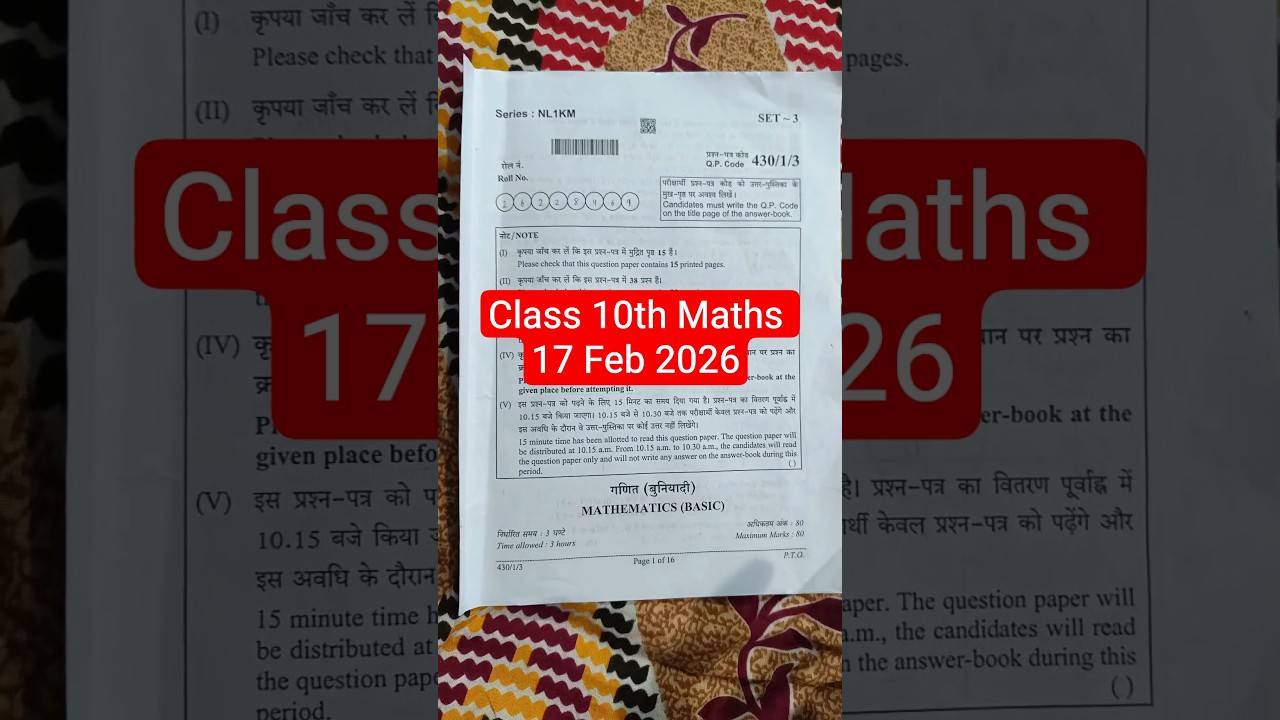 Series : NL1KM
SET ~ 3
रोल नं.
Roll No.
प्रश्न-पत्र कोड
Q.P. Code 430/1/3
परीक्षार्थी प्रश्न-पत्र कोड को उत्तर-पुस्तिका के
मुख-पृष्ठ पर अवश्य लिखें।
Candidates must write the Q.P. Code
on the title page of the answer-book.
नोट/NOTE
(I) कृपया जाँच कर लें कि इस प्रश्न-पत्र में मुद्रित पृष्ठ 15 हैं।
Please check that this question paper contains 15 printed pages.
(II) कृपया जाँच कर लें कि इस प्रश्न-पत्र में 38 प्रश्न हैं।
Class 10th Maths
17 Feb 2026
(IV)
पर प्रश्न का
er-book at the
given place before attempting it.
(V) इस प्रश्न-पत्र को पढ़ने के लिए 15 मिनट का समय दिया गया है। प्रश्न-पत्र का वितरण पूर्वाह्न में
10.15 बजे किया जाएगा। 10.15 बजे से 10.30 बजे तक परीक्षार्थी केवल प्रश्न-पत्र को पढ़ेंगे और
इस अवधि के दौरान वे उत्तर-पुस्तिका पर कोई उत्तर नहीं लिखेंगे।
15 minute time has been allotted to read this question paper. The question paper will
be distributed at 10.15 a.m. From 10.15 a.m. to 10.30 a.m., the candidates will read
the question paper only and will not write any answer on the answer-book during this
period. ( )
गणित (बुनियादी)
MATHEMATICS (BASIC)
निर्धारित समय : 3 घण्टे
अधिकतम अंक : 80
Time allowed : 3 hours
Maximum Marks : 80
430/1/3
Page 1 of 16
P.T.O.